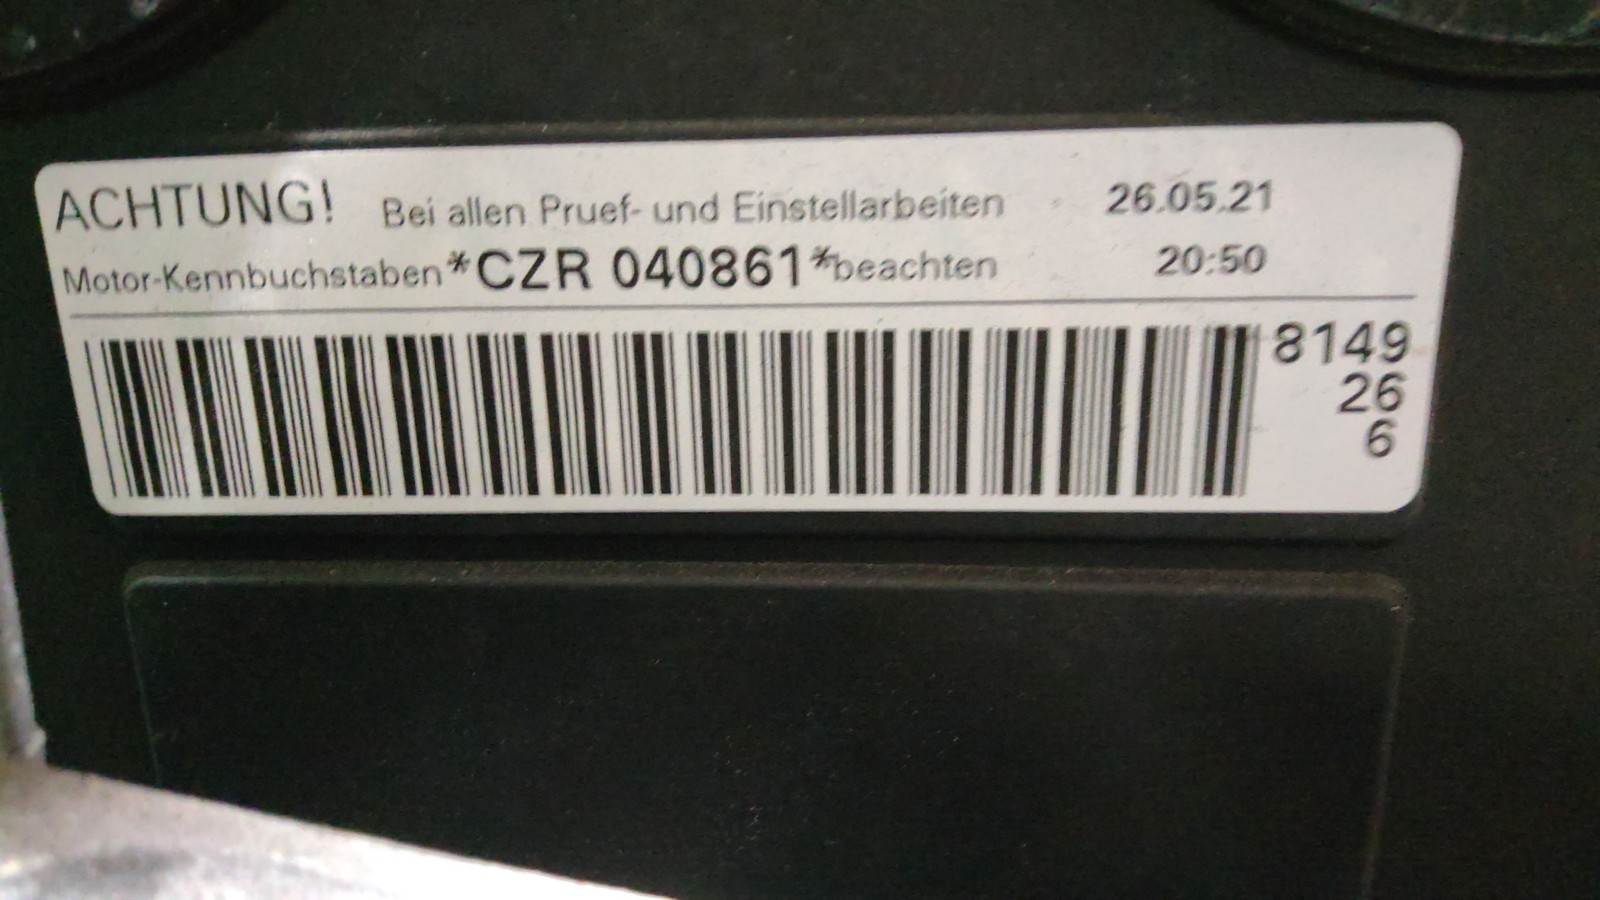 ACHTUNG! Bei allen Pruef- und Einstellarbeiten 26.05.21
Motor-Kennbuchstaben *CZR 040861* beachten 20:50
8149
26
6